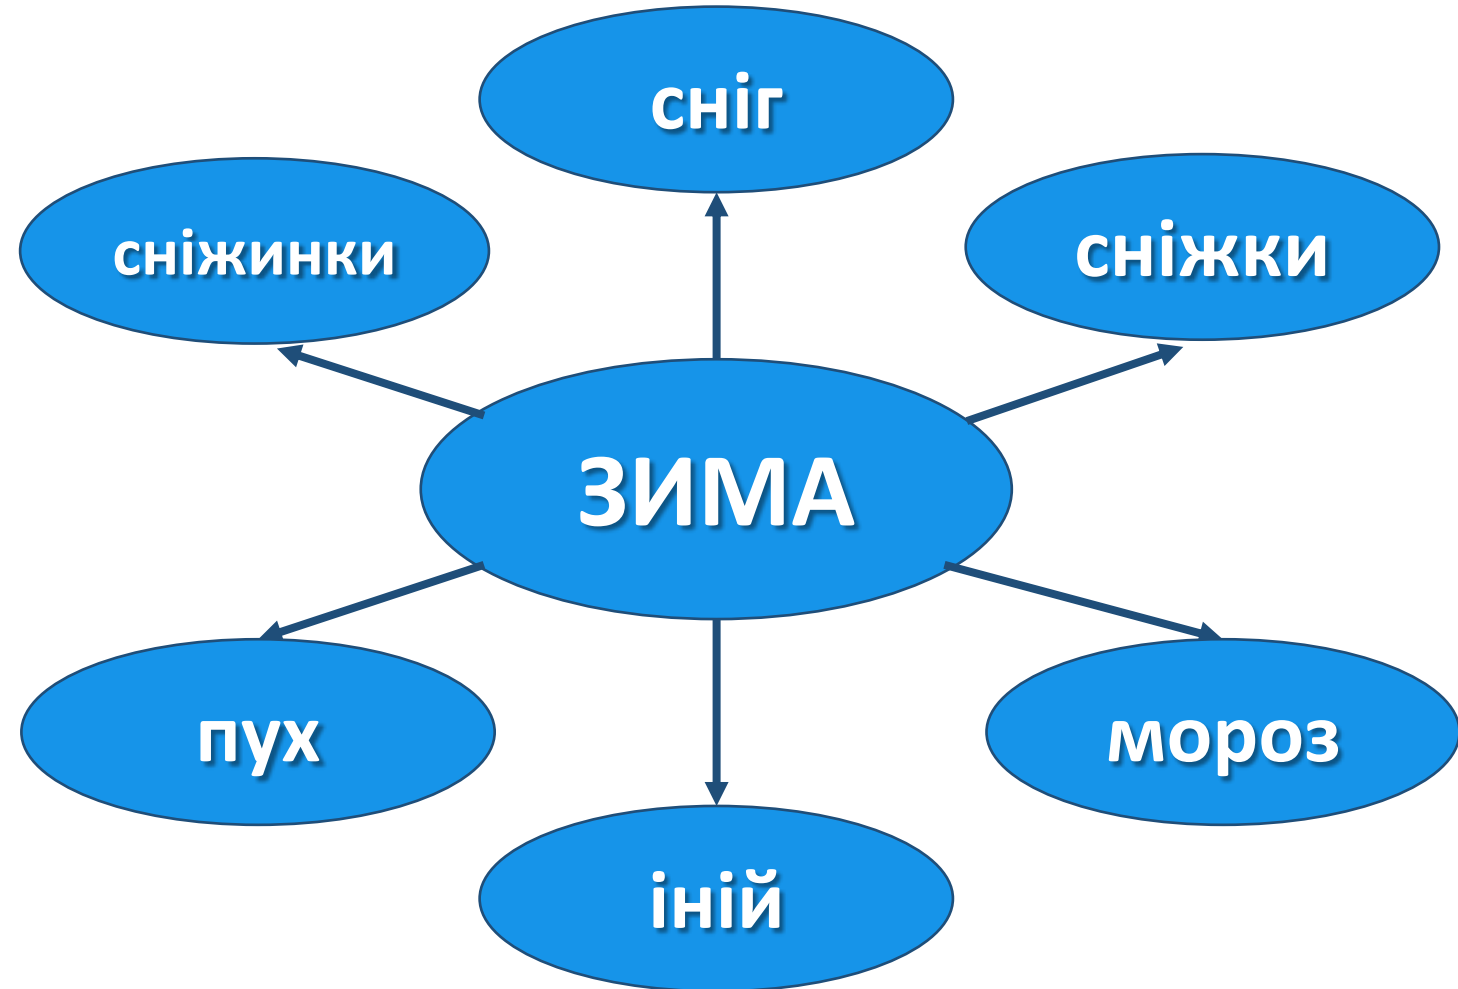 сніг
сніжинки
сніжки
ЗИМА
пух
мороз
іній